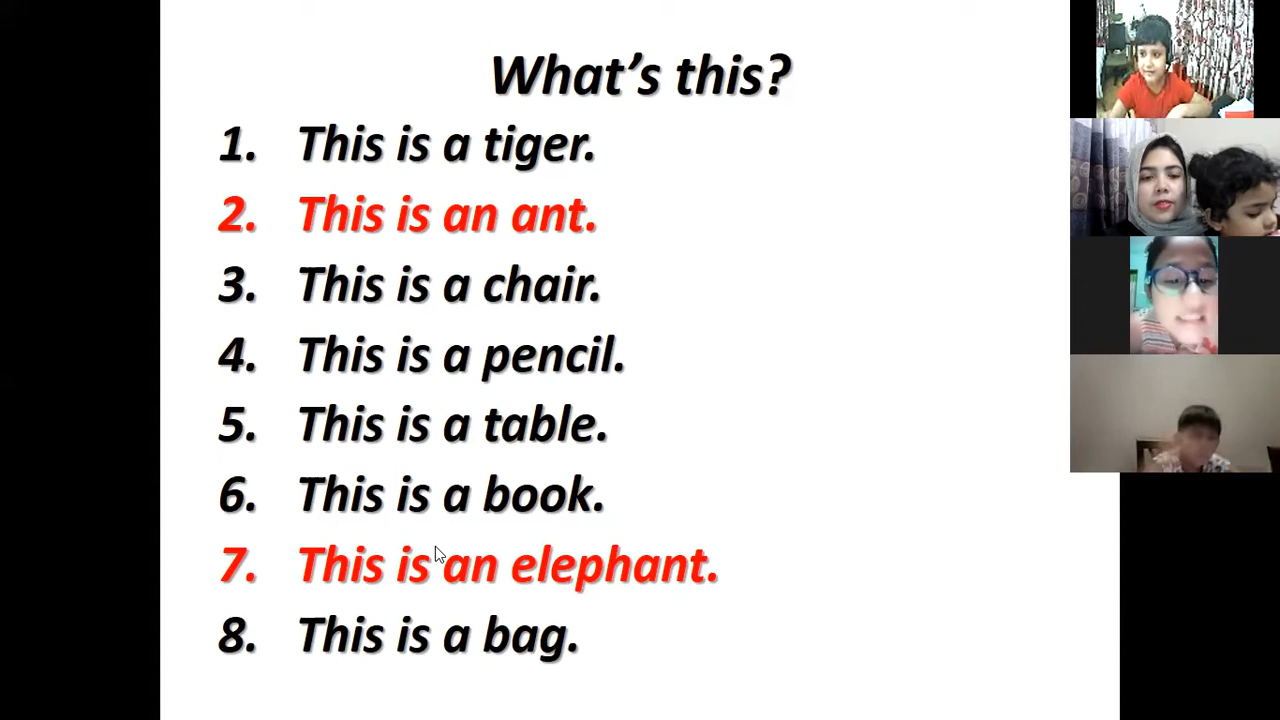 What's this?
1. This is a tiger.
2. This is an ant.
3. This is a chair.
4. This is a pencil.
5. This is a table.
6. This is a book.
7. This is an elephant.
8. This is a bag.